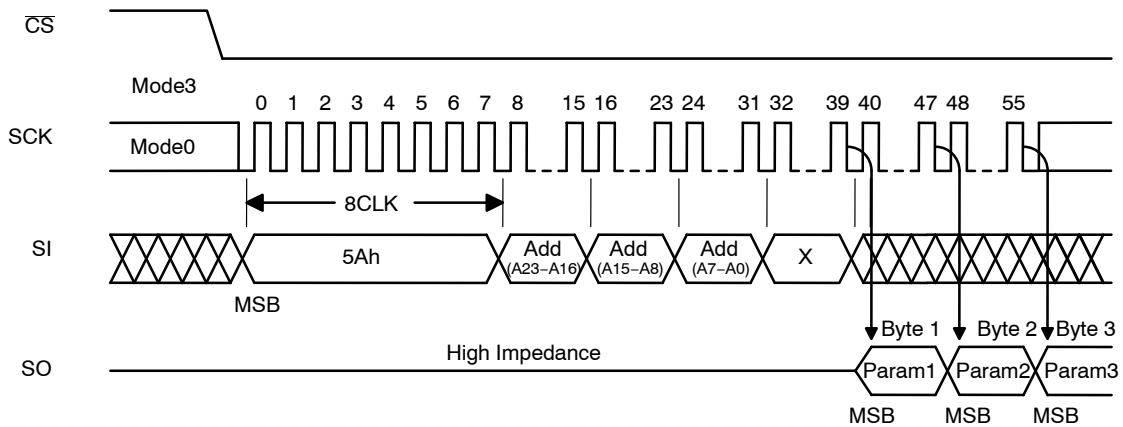 CS
Mode3
0 1 2 3 4 5 6 7 8 15 16 23 24 31 32 39 40 47 48 55
SCK
Mode0
8CLK
SI
5Ah
Add
(A23−A16)
Add
(A15−A8)
Add
(A7−A0)
X
MSB
Byte 1
Byte 2
Byte 3
High Impedance
SO
Param1
Param2
Param3
MSB
MSB
MSB